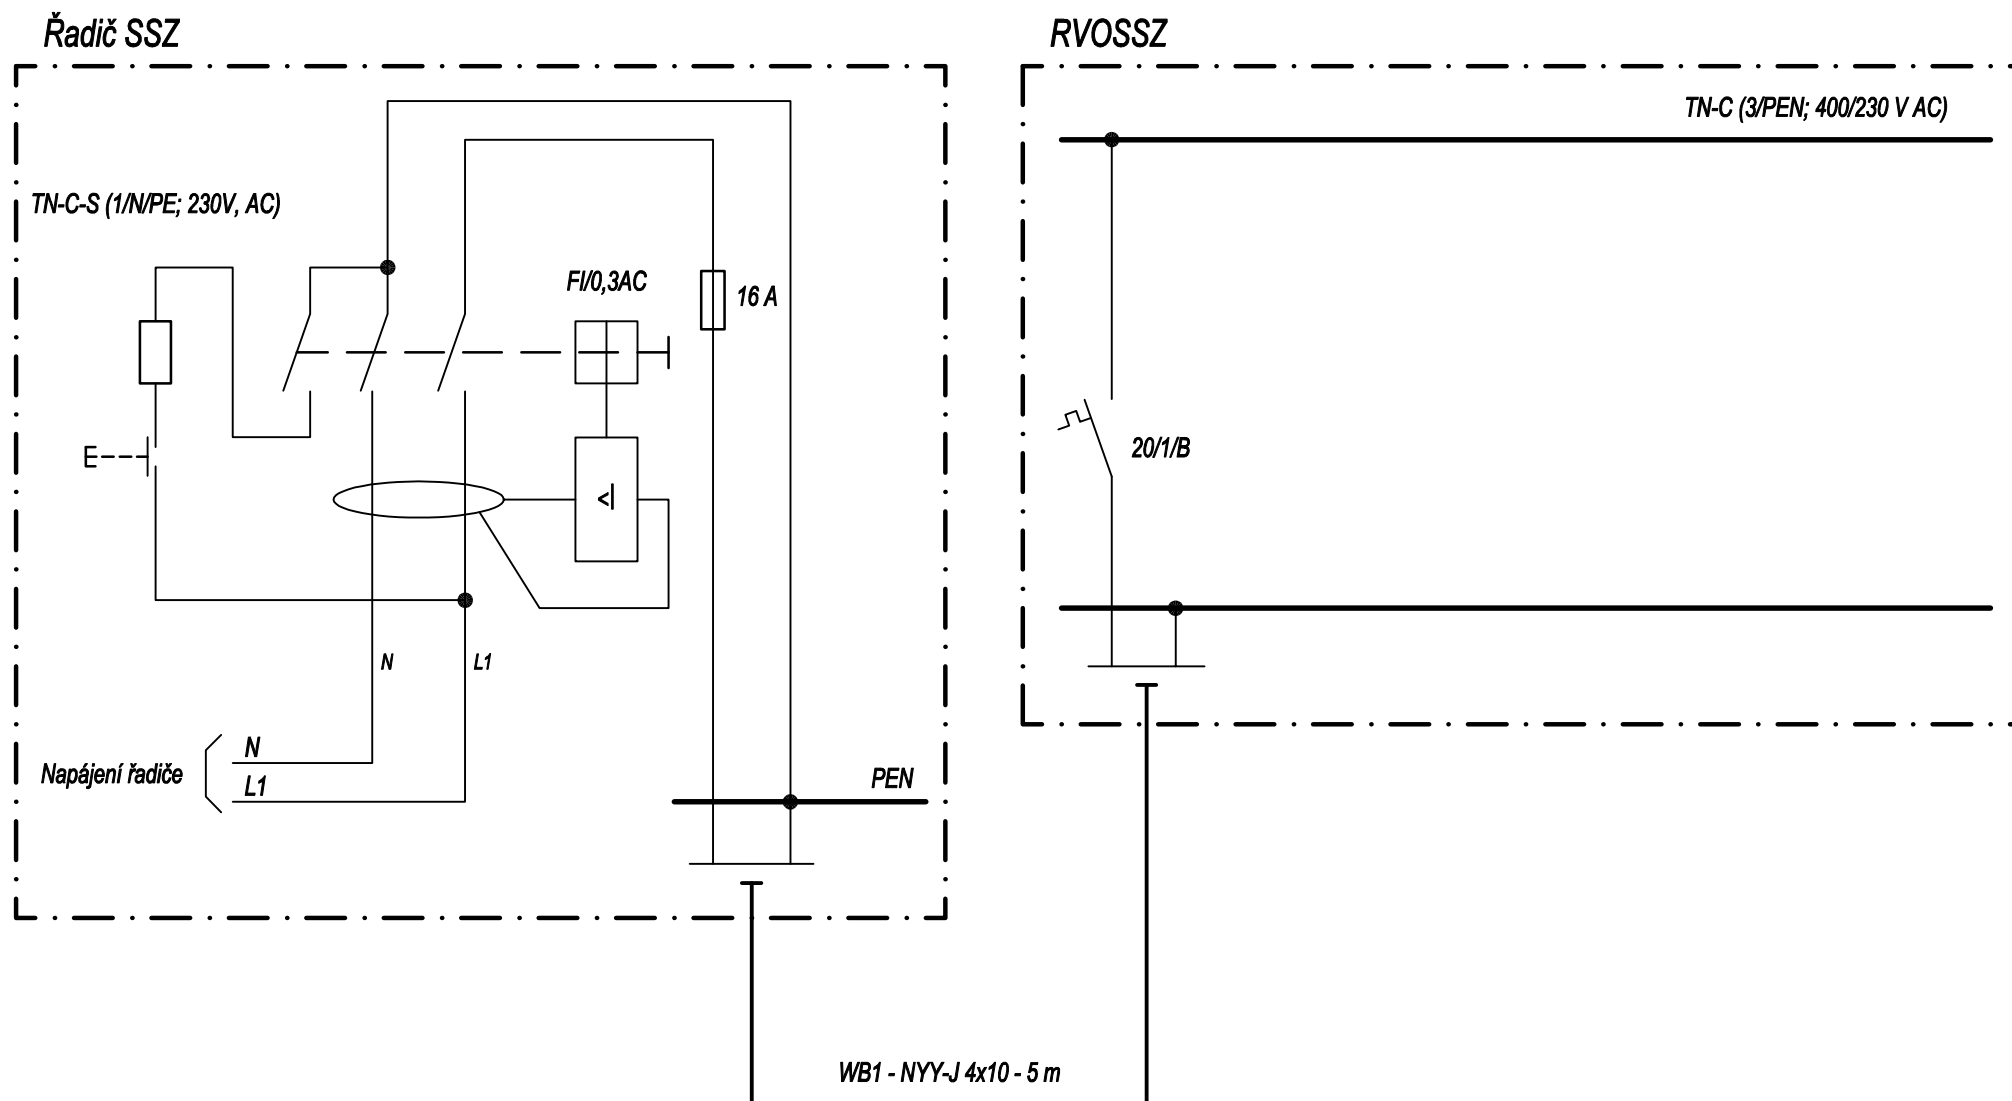 Řadič SSZ
RVOSSZ
TN-C (3/PEN; 400/230 V AC)
TN-C-S (1/N/PE; 230V, AC)
FI/0,3AC
16 A
20/1/B
N
L1
N
L1
Napájení řadiče
PEN
WB1 - NYY-J 4x10 - 5 m